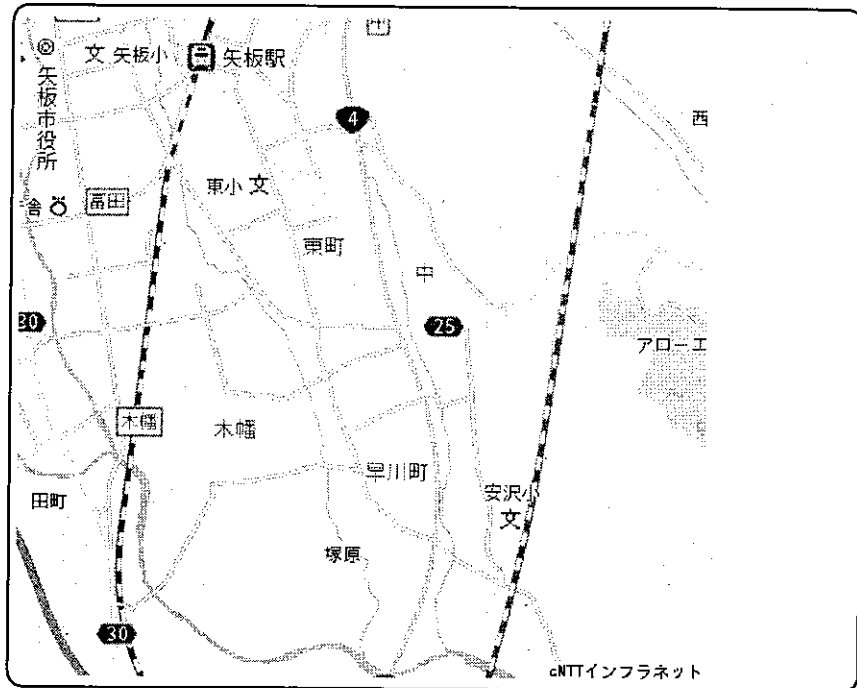 矢板市役所
文 矢板小
矢板駅
4
西
東小 文
舎
富田
東町
中
30
25
アローエ
木幡
木幡
早川町
田町
安沢小
文
塚原
30
cNTTインフラネット